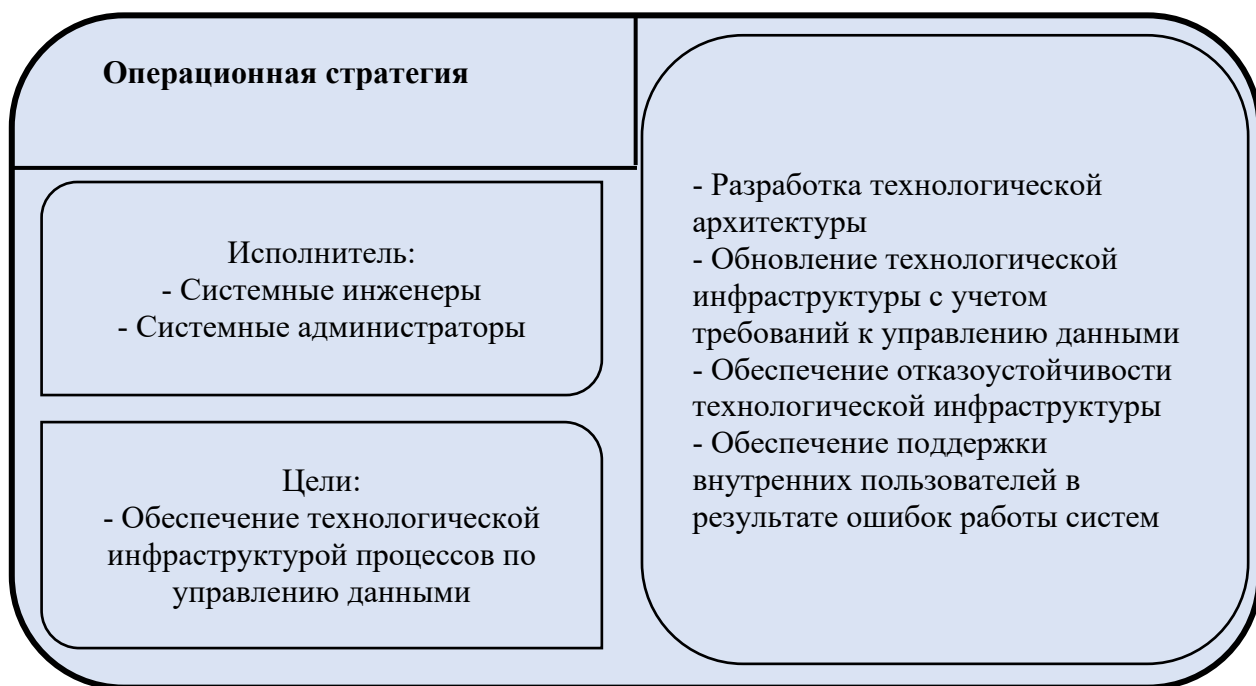 Операционная стратегия
Исполнитель:
- Системные инженеры
- Системные администраторы
Цели:
- Обеспечение технологической
инфраструктурой процессов по
управлению данными
- Разработка технологической
архитектуры
- Обновление технологической
инфраструктуры с учетом
требований к управлению данными
- Обеспечение отказоустойчивости
технологической инфраструктуры
- Обеспечение поддержки
внутренних пользователей в
результате ошибок работы систем